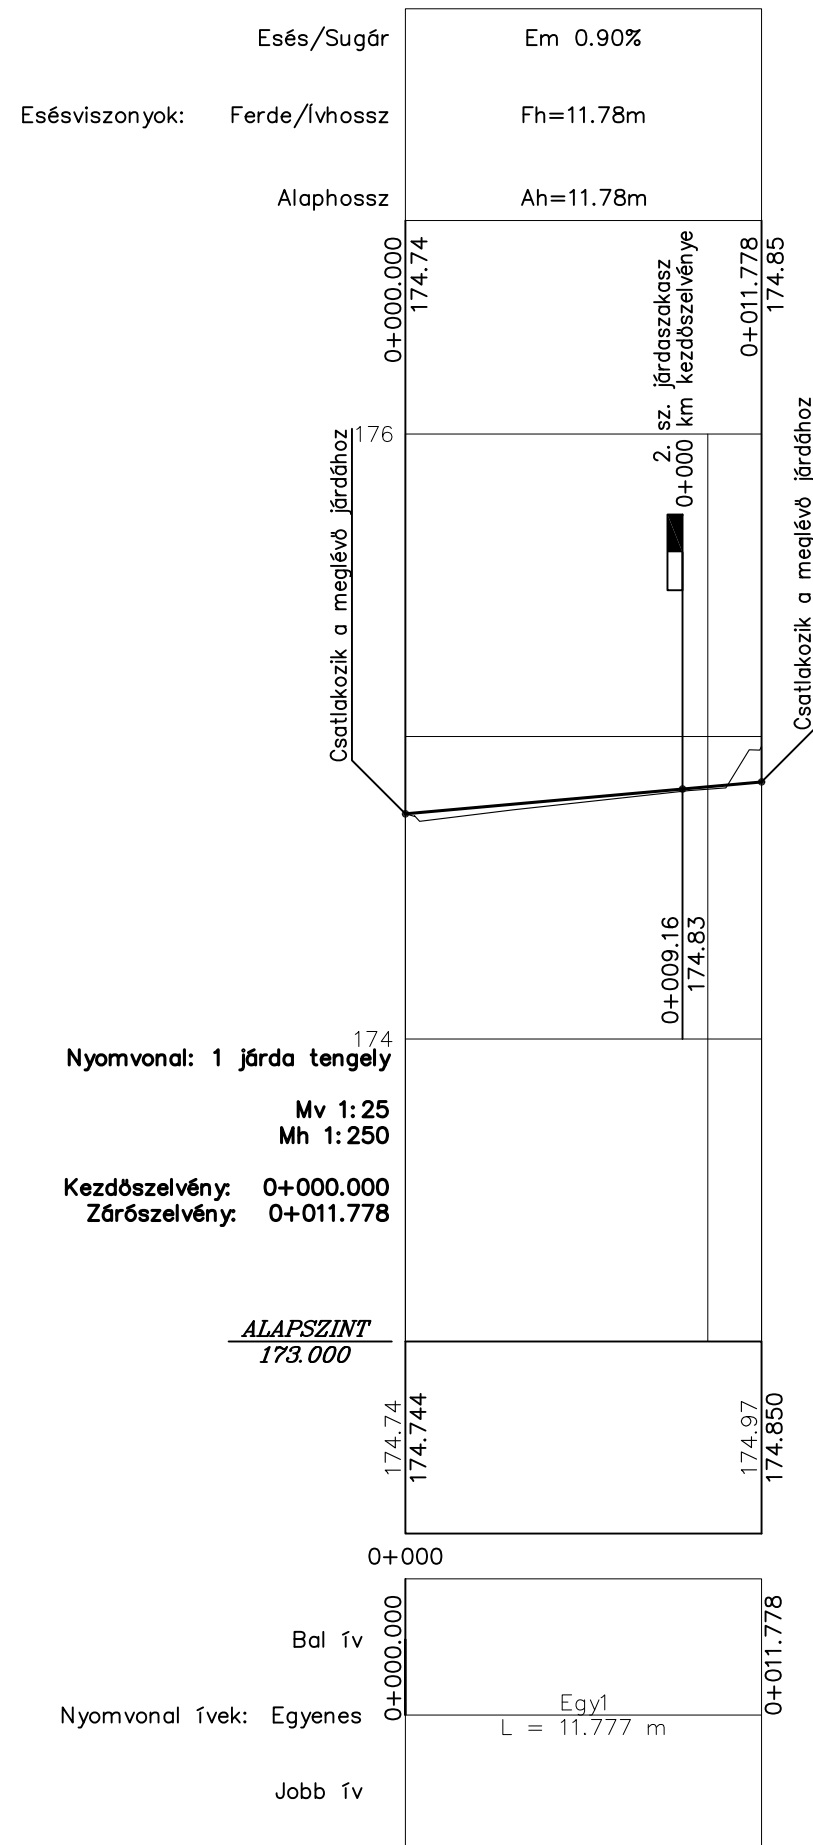 Esés/Sugár Em 0.90%
Esésviszonyok: Ferde/Ívhossz Fh=11.78m
Alaphossz Ah=11.78m
0+000.000
174.74
2. sz. járdaszakasz
0+000 km kezdöszelvénye
0+011.778
174.85
176
Csatlakozik a meglévö járdához
Csatlakozik a meglévö járdához
0+009.16
174.83
174
Nyomvonal: 1 járda tengely
Mv 1:25
Mh 1:250
Kezdöszelvény: 0+000.000
Zárószelvény: 0+011.778
ALAPSZINT
173.000
174.74
174.744
174.97
174.850
0+000
Bal ív
0+000.000
0+011.778
Nyomvonal ívek: Egyenes
Egy1
L = 11.777 m
Jobb ív